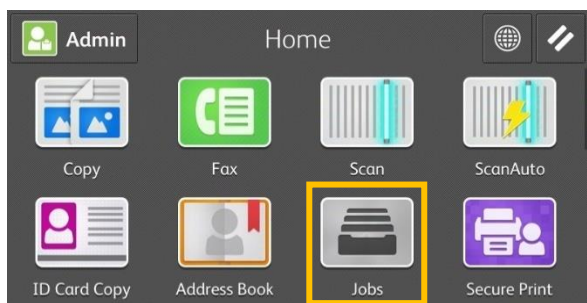 Admin Home
Copy Fax Scan ScanAuto
ID Card Copy Address Book Jobs Secure Print